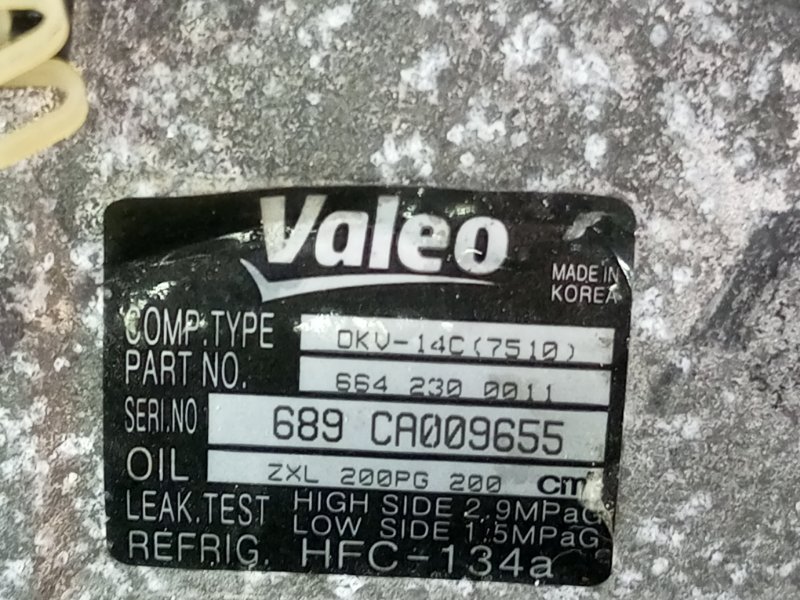 Valeo
MADE IN
KOREA
COMP.TYPE DKV-14C(7510)
PART NO. 664 230 0011
SERI.NO 689 CA009655
OIL ZXL 200PG 200 cm
LEAK.TEST HIGH SIDE 2.9MPaG
LOW SIDE 1.5MPaG
REFRIG. HFC-134a